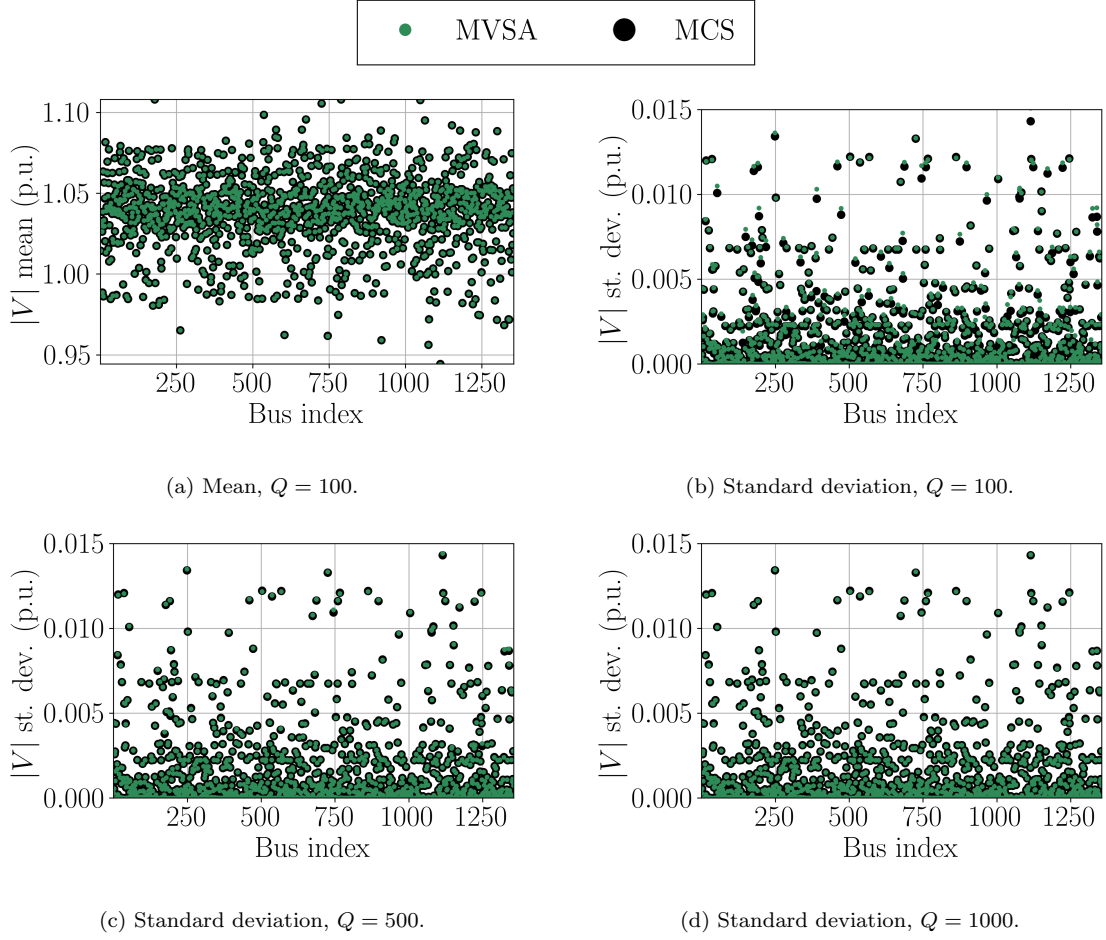 MVSA MCS
1.10
1.05
1.00
0.95
|V| mean (p.u.)
250 500 750 1000 1250
Bus index
(a) Mean, Q = 100.
0.015
0.010
0.005
0.000
|V| st. dev. (p.u.)
250 500 750 1000 1250
Bus index
(b) Standard deviation, Q = 100.
0.015
0.010
0.005
0.000
|V| st. dev. (p.u.)
250 500 750 1000 1250
Bus index
(c) Standard deviation, Q = 500.
0.015
0.010
0.005
0.000
|V| st. dev. (p.u.)
250 500 750 1000 1250
Bus index
(d) Standard deviation, Q = 1000.